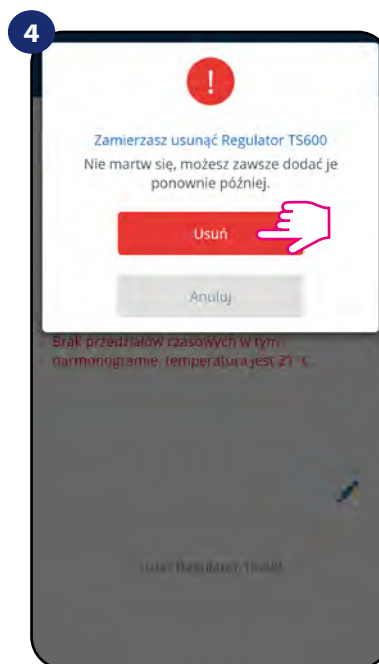 4
!
Zamierzasz usunąć Regulator TS600
Nie martw się, możesz zawsze dodać je
ponownie później.
Usuń
Anuluj
Brak przedziałów czasowych w tym
harmonogramie, temperatura jest 21 °C
Regulator